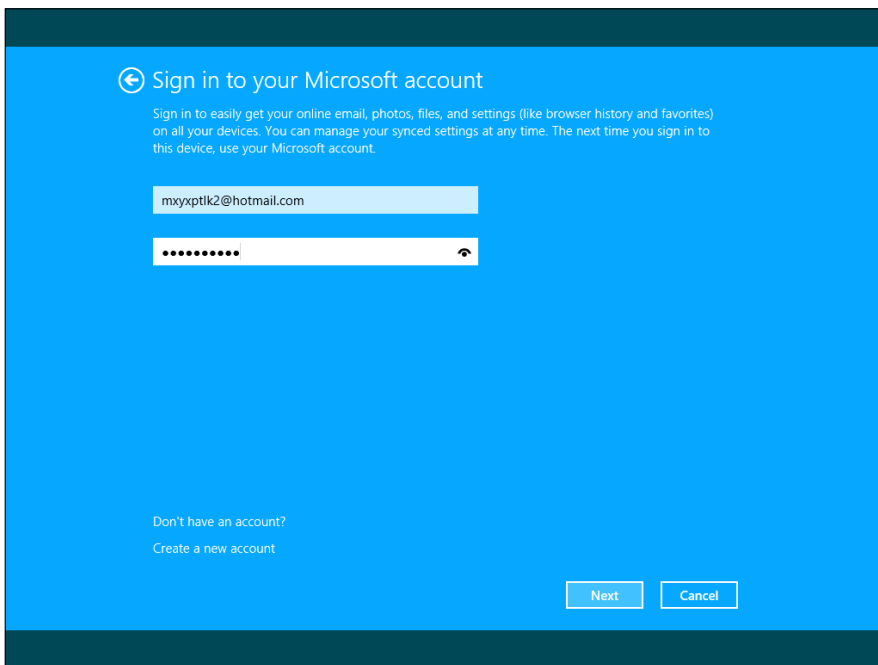 Sign in to your Microsoft account
Sign in to easily get your online email, photos, files, and settings (like browser history and favorites)
on all your devices. You can manage your synced settings at any time. The next time you sign in to
this device, use your Microsoft account.
mxyxptlk2@hotmail.com
••••••••••
Don't have an account?
Create a new account
Next Cancel